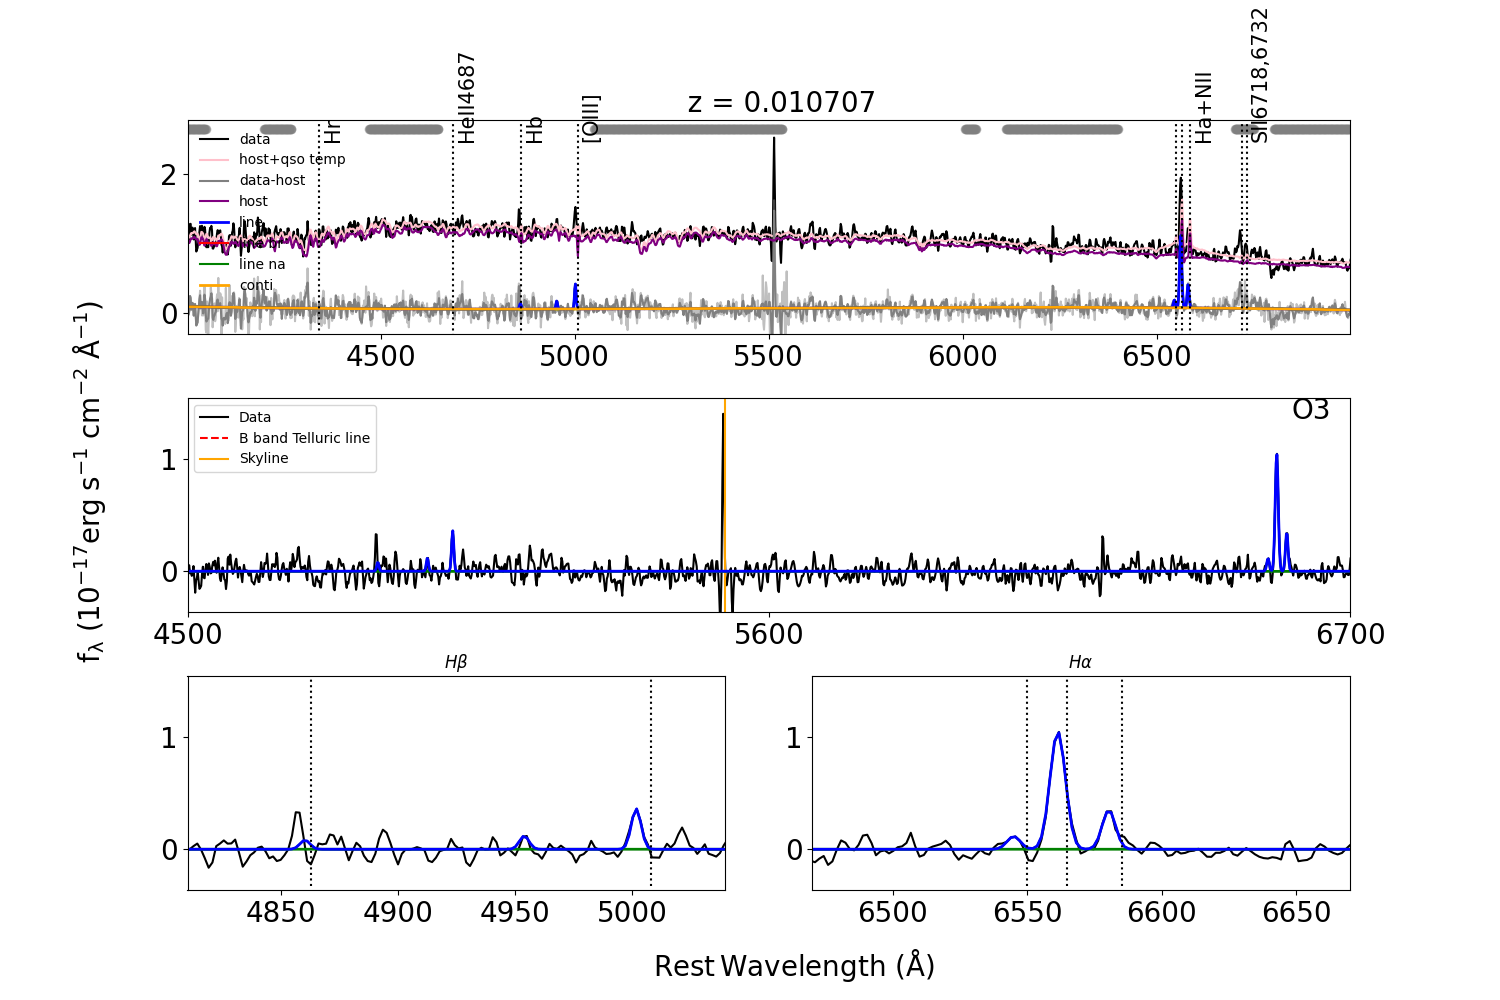 z = 0.010707
Hr
HeII4687
Hb
[OIII]
Ha+NII
SII6718,6732
data
host+qso temp
data-host
host
line
line na
conti
2
0
4500
5000
5500
6000
6500
fλ (10−17erg s−1 cm−2 Å−1)
O3
Data
B band Telluric line
Skyline
1
0
4500
5600
6700
Hβ
1
0
4850
4900
4950
5000
Hα
1
0
6500
6550
6600
6650
Rest Wavelength (Å)